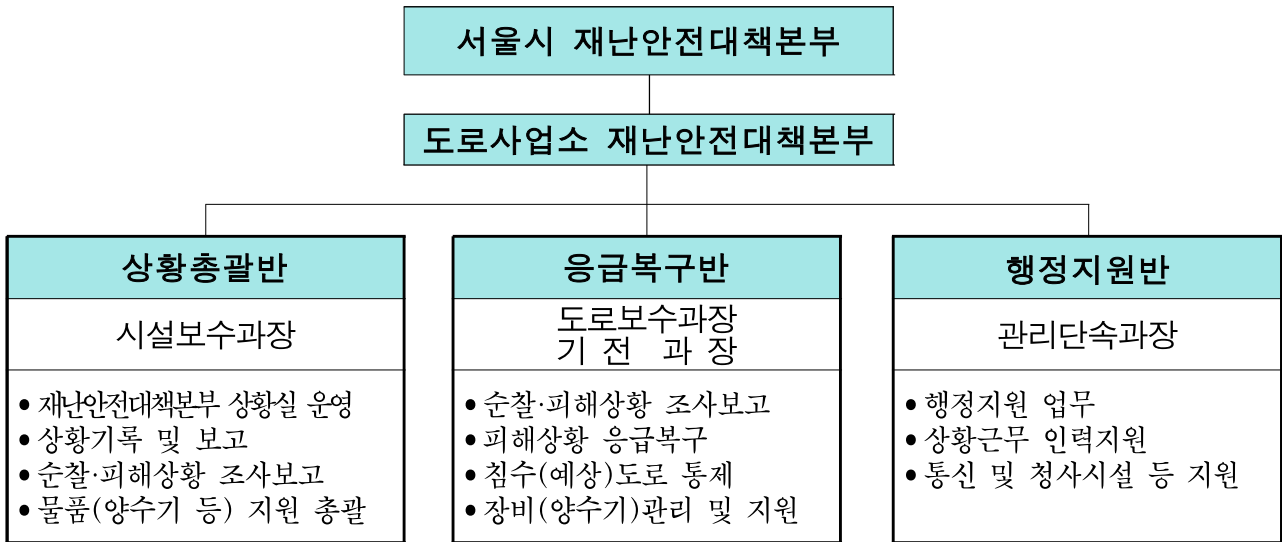 서울시 재난안전대책본부
도로사업소 재난안전대책본부
상황총괄반
시설보수과장
• 재난안전대책본부 상황실 운영
• 상황기록 및 보고
• 순찰·피해상황 조사보고
• 물품(양수기 등) 지원 총괄
응급복구반
도로보수과장
기 전 과 장
• 순찰·피해상황 조사보고
• 피해상황 응급복구
• 침수(예상)도로 통제
• 장비(양수기)관리 및 지원
행정지원반
관리단속과장
• 행정지원 업무
• 상황근무 인력지원
• 통신 및 청사시설 등 지원